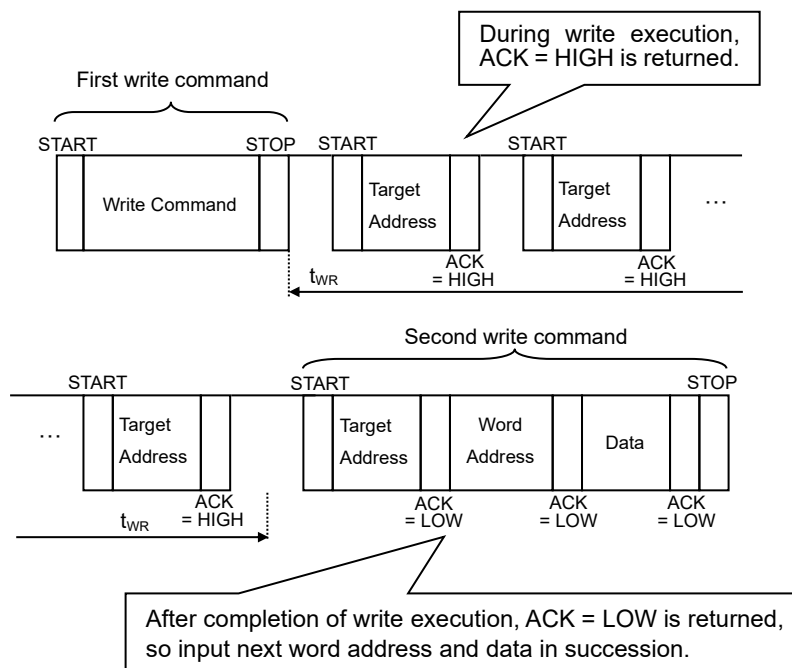 During write execution,
ACK = HIGH is returned.
First write command
START STOP START START
Write Command
Target
Address
Target
Address
…
ACK
= HIGH
ACK
= HIGH
tWR
Second write command
START START STOP
…
Target
Address
Target
Address
Word
Address
Data
ACK
= HIGH
ACK
= LOW
ACK
= LOW
ACK
= LOW
tWR
After completion of write execution, ACK = LOW is returned,
so input next word address and data in succession.